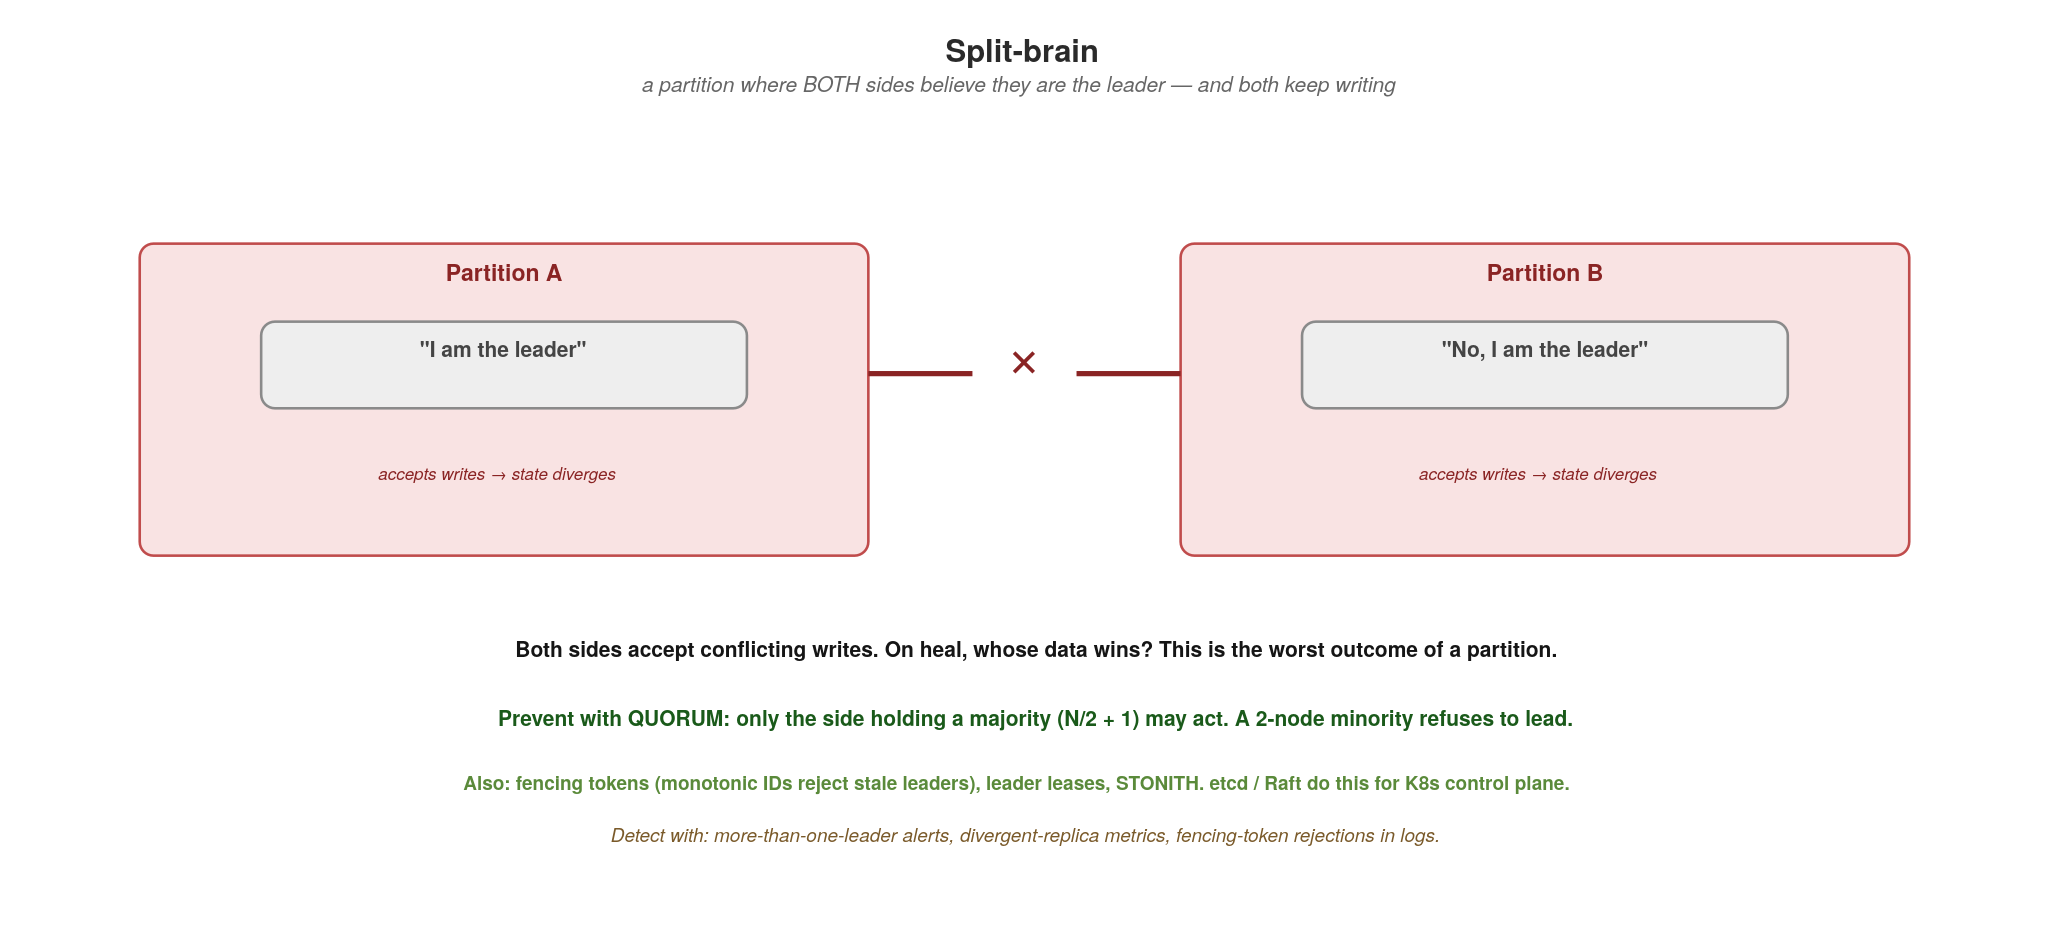 Split-brain
a partition where BOTH sides believe they are the leader — and both keep writing
Partition A
"I am the leader"
accepts writes → state diverges
✕
Partition B
"No, I am the leader"
accepts writes → state diverges
Both sides accept conflicting writes. On heal, whose data wins? This is the worst outcome of a partition.
Prevent with QUORUM: only the side holding a majority (N/2 + 1) may act. A 2-node minority refuses to lead.
Also: fencing tokens (monotonic IDs reject stale leaders), leader leases, STONITH. etcd / Raft do this for K8s control plane.
Detect with: more-than-one-leader alerts, divergent-replica metrics, fencing-token rejections in logs.